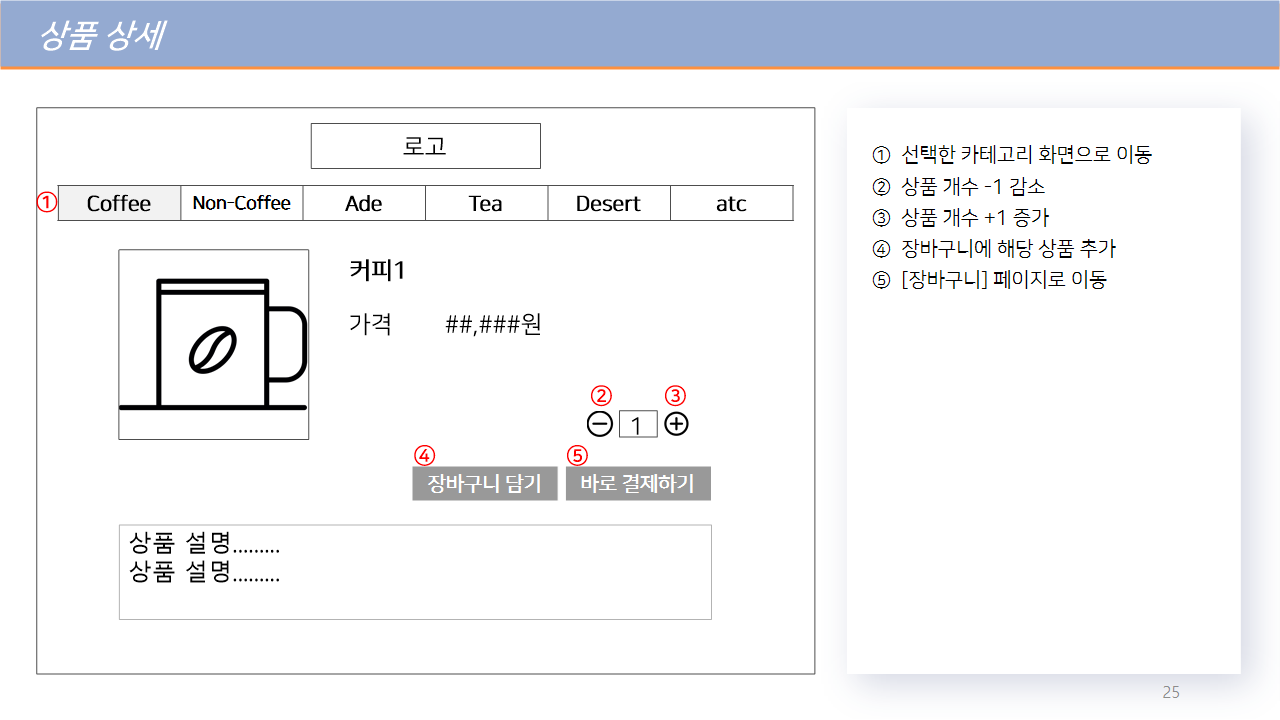 상품 상세
로고
① Coffee Non-Coffee Ade Tea Desert atc
커피1
가격 ##,###원
② ③
1
④ ⑤
장바구니 담기 바로 결제하기
상품 설명.........
상품 설명.........
① 선택한 카테고리 화면으로 이동
② 상품 개수 -1 감소
③ 상품 개수 +1 증가
④ 장바구니에 해당 상품 추가
⑤ [장바구니] 페이지로 이동
25